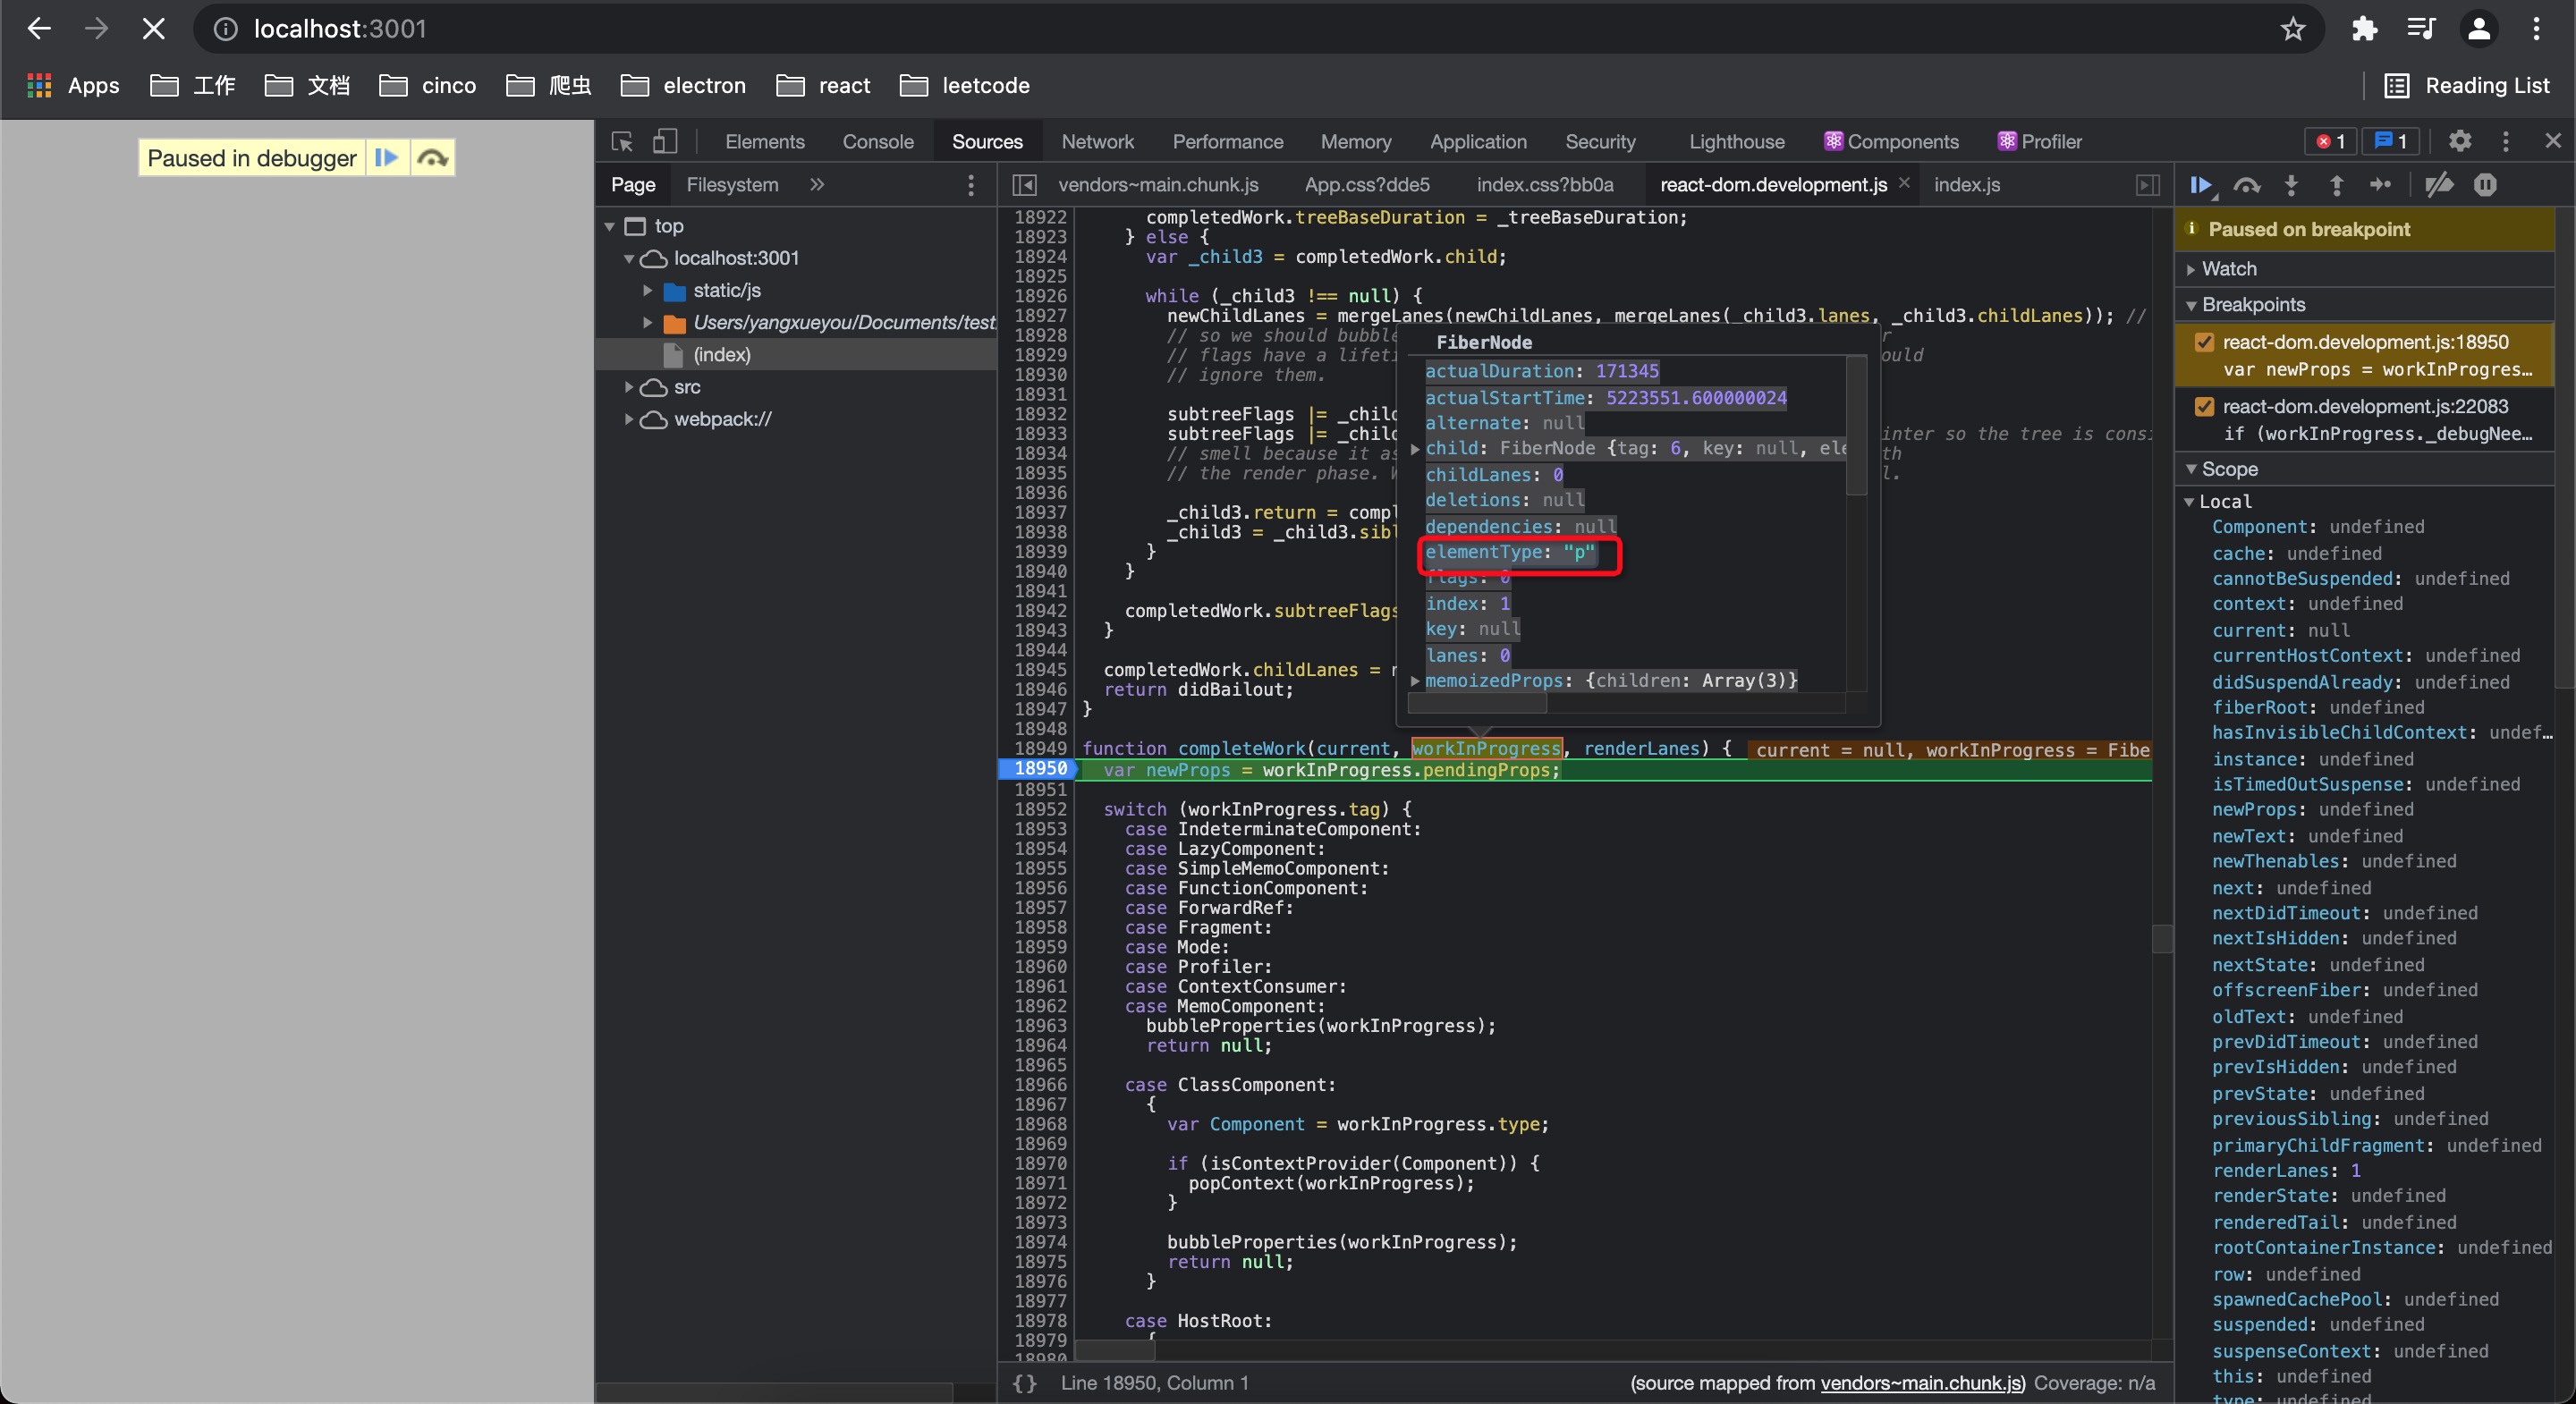 localhost:3001
Apps 工作 文档 cinco 爬虫 electron react leetcode Reading List
Paused in debugger
Elements Console Sources Network Performance Memory Application Security Lighthouse Components Profiler 1 1
Page Filesystem »
vendors~main.chunk.js App.css?dde5 index.css?bb0a react-dom.development.js × index.js
top
localhost:3001
static/js
Users/yangxueyou/Documents/test
(index)
src
webpack://
18922 completedWork.treeBaseDuration = _treeBaseDuration;
18923 } else {
18924 var _child3 = completedWork.child;
18925
18926 while (_child3 !== null) {
18927 newChildLanes = mergeLanes(newChildLanes, mergeLanes(_child3.lanes, _child3.childLanes)); //
18928 // so we should bubble
18929 // flags have a lifeti ould
18930 // ignore them.
18931
18932 subtreeFlags |= _child
18933 subtreeFlags |= _child inter so the tree is cons
18934 // smell because it as th
18935 // the render phase. W l.
18936
18937 _child3.return = compl
18938 _child3 = _child3.sibl
18939 }
18940 }
18941
18942 completedWork.subtreeFlags
18943 }
18944
18945 completedWork.childLanes = n
18946 return didBailout;
18947 }
18948
18949 function completeWork(current, workInProgress, renderLanes) { current = null, workInProgress = Fibe
18950 var newProps = workInProgress.pendingProps;
18951
18952 switch (workInProgress.tag) {
18953 case IndeterminateComponent:
18954 case LazyComponent:
18955 case SimpleMemoComponent:
18956 case FunctionComponent:
18957 case ForwardRef:
18958 case Fragment:
18959 case Mode:
18960 case Profiler:
18961 case ContextConsumer:
18962 case MemoComponent:
18963 bubbleProperties(workInProgress);
18964 return null;
18965
18966 case ClassComponent:
18967 {
18968 var Component = workInProgress.type;
18969
18970 if (isContextProvider(Component)) {
18971 popContext(workInProgress);
18972 }
18973
18974 bubbleProperties(workInProgress);
18975 return null;
18976 }
18977
18978 case HostRoot:
18979 {
18980
FiberNode
actualDuration: 171345
actualStartTime: 5223551.600000024
alternate: null
child: FiberNode {tag: 6, key: null, ele
childLanes: 0
deletions: null
dependencies: null
elementType: "p"
flags: 0
index: 1
key: null
lanes: 0
memoizedProps: {children: Array(3)}
{} Line 18950, Column 1 (source mapped from vendors~main.chunk.js) Coverage: n/a
Paused on breakpoint
Watch
Breakpoints
react-dom.development.js:18950
var newProps = workInProgres…
react-dom.development.js:22083
if (workInProgress._debugNee…
Scope
Local
Component: undefined
cache: undefined
cannotBeSuspended: undefined
context: undefined
current: null
currentHostContext: undefined
didSuspendAlready: undefined
fiberRoot: undefined
hasInvisibleChildContext: undef…
instance: undefined
isTimedOutSuspense: undefined
newProps: undefined
newText: undefined
newThenables: undefined
next: undefined
nextDidTimeout: undefined
nextIsHidden: undefined
nextState: undefined
offscreenFiber: undefined
oldText: undefined
prevDidTimeout: undefined
prevIsHidden: undefined
prevState: undefined
previousSibling: undefined
primaryChildFragment: undefined
renderLanes: 1
renderState: undefined
renderedTail: undefined
rootContainerInstance: undefined
row: undefined
spawnedCachePool: undefined
suspended: undefined
suspenseContext: undefined
this: undefined
type: undefined